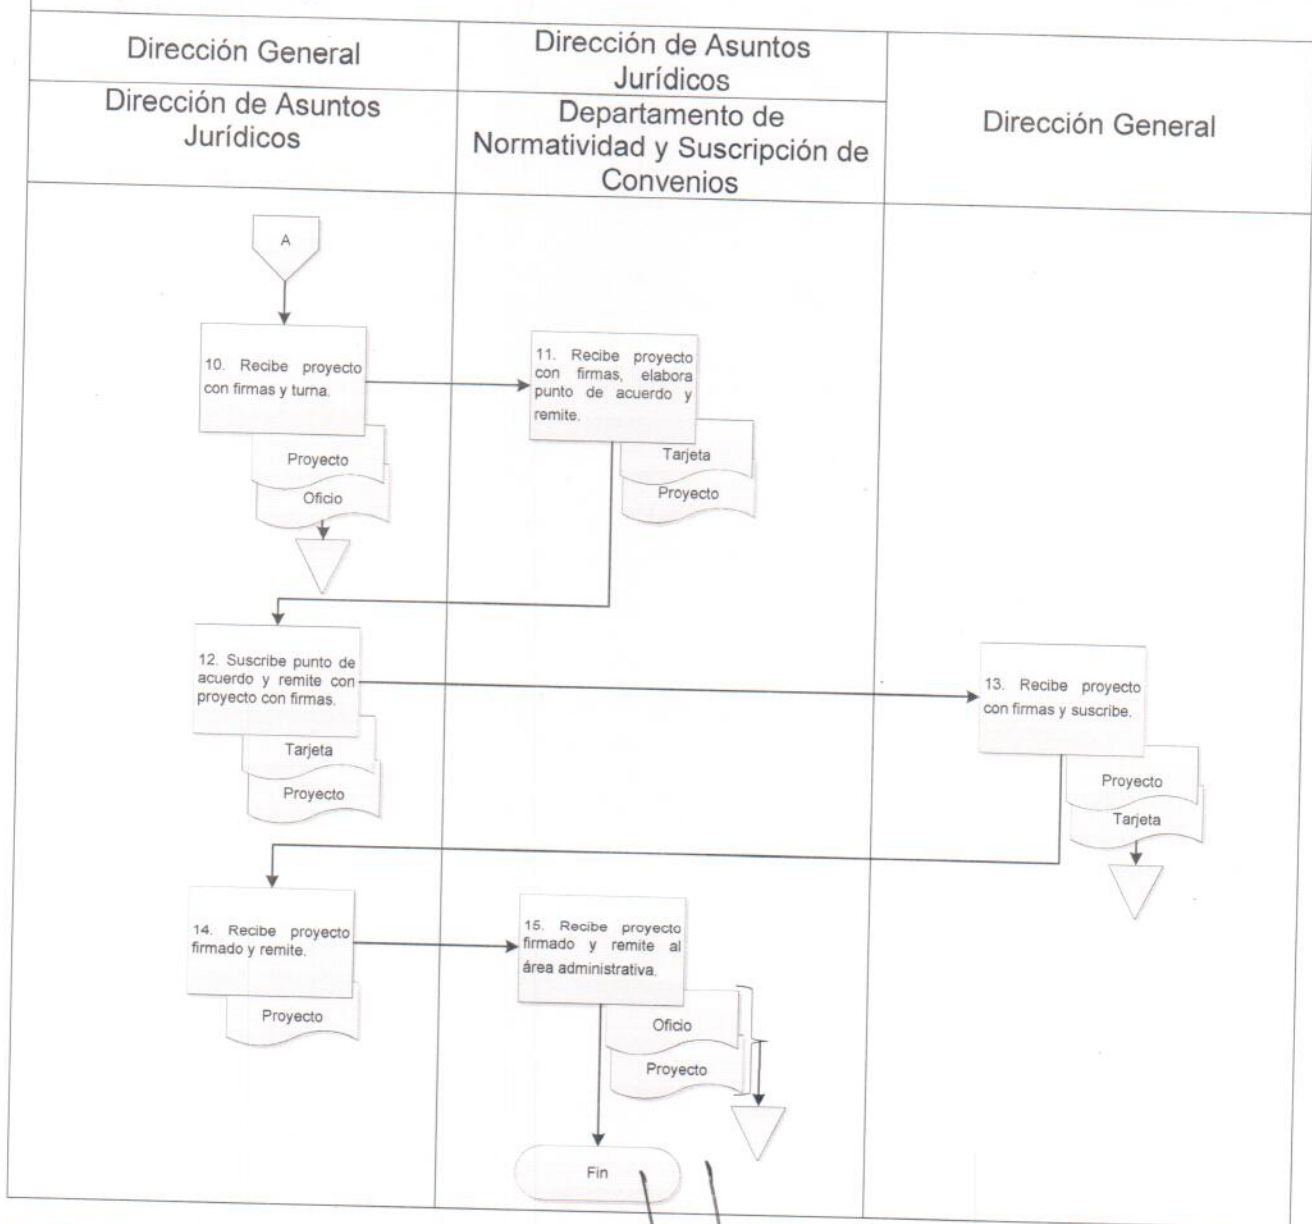 Dirección General
Dirección de Asuntos
Jurídicos
Dirección General
Dirección de Asuntos
Jurídicos
Departamento de
Normatividad y Suscripción de
Convenios
A
10. Recibe proyecto
con firmas y turna.
Proyecto
Oficio
11. Recibe proyecto
con firmas, elabora
punto de acuerdo y
remite.
Tarjeta
Proyecto
12. Suscribe punto de
acuerdo y remite con
proyecto con firmas.
Tarjeta
Proyecto
13. Recibe proyecto
con firmas y suscribe.
Proyecto
Tarjeta
14. Recibe proyecto
firmado y remite.
Proyecto
15. Recibe proyecto
firmado y remite al
área administrativa.
Oficio
Proyecto
Fin